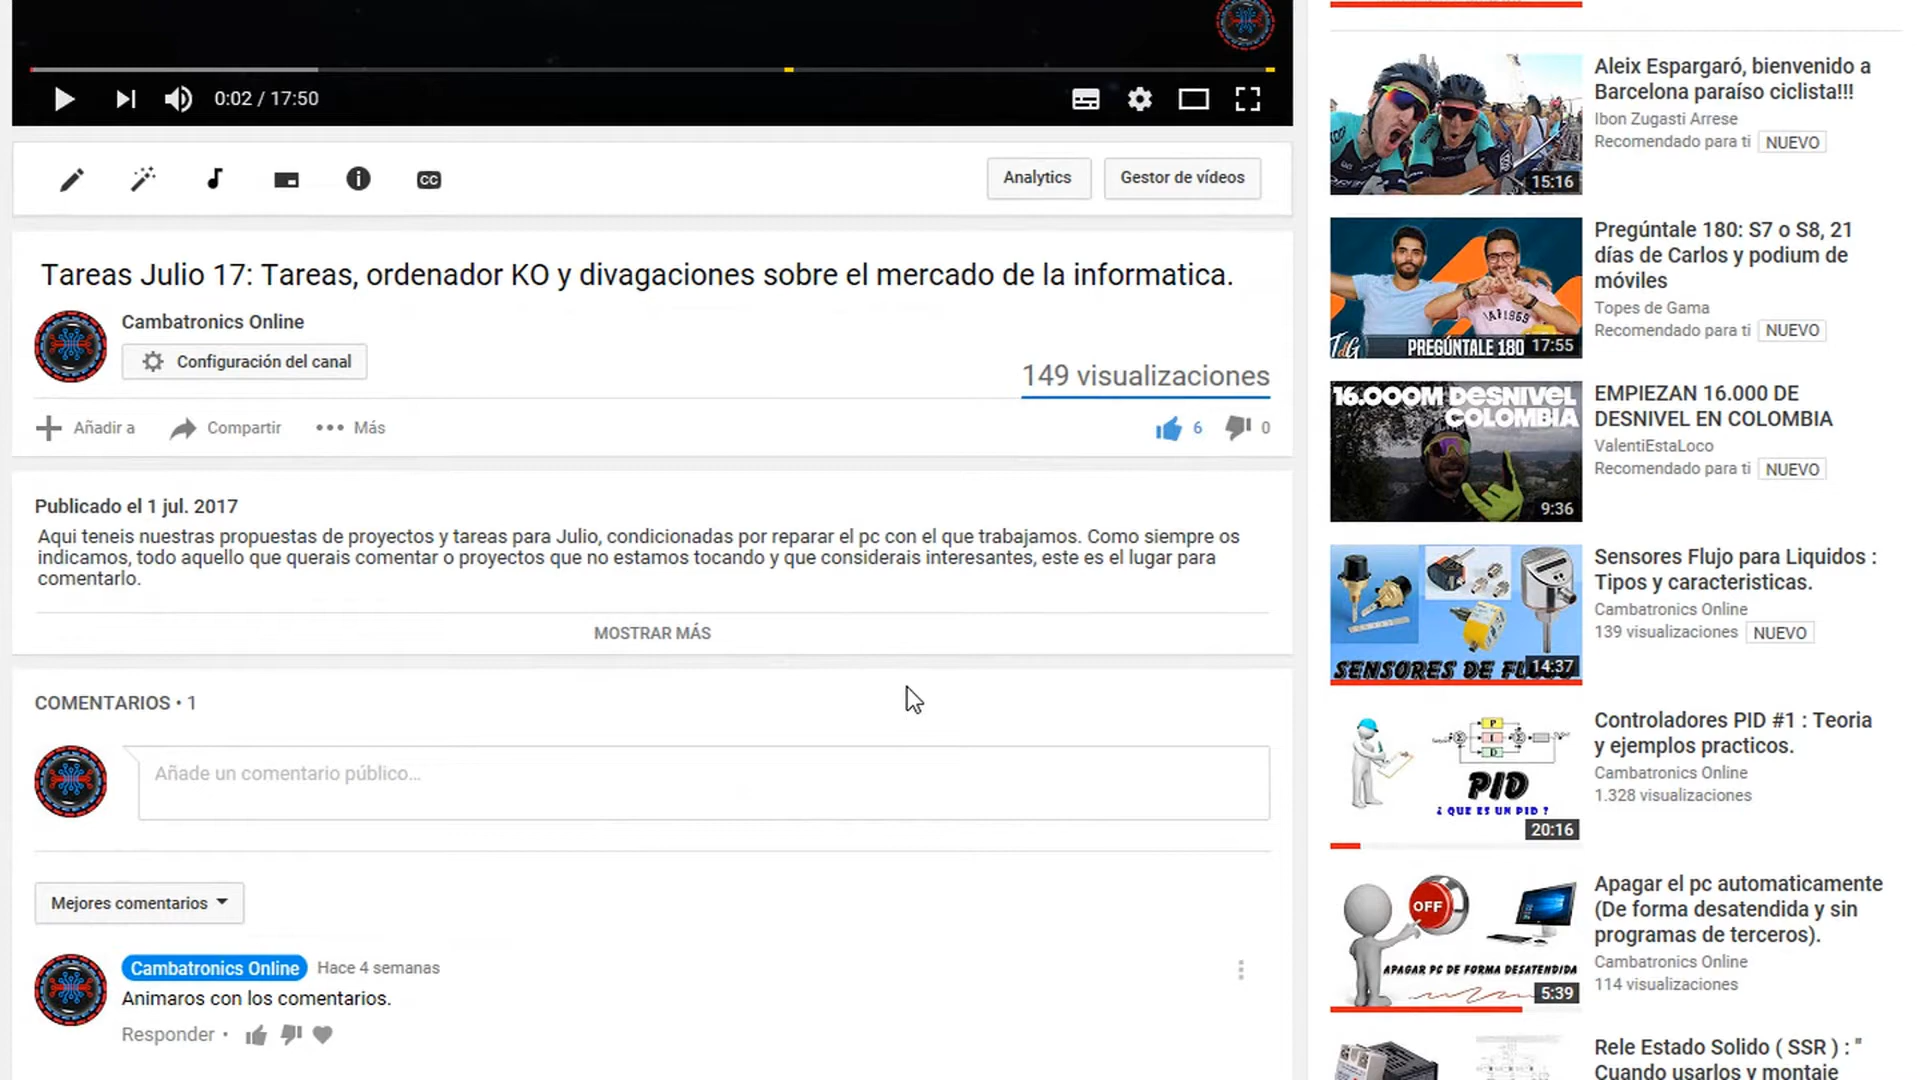 0:02 / 17:50
CC
Analytics
Gestor de vídeos
Tareas Julio 17: Tareas, ordenador KO y divagaciones sobre el mercado de la informatica.
Cambatronics Online
Configuración del canal
149 visualizaciones
Añadir a
Compartir
Más
6
0
Publicado el 1 jul. 2017
Aqui teneis nuestras propuestas de proyectos y tareas para Julio, condicionadas por reparar el pc con el que trabajamos. Como siempre os
indicamos, todo aquello que querais comentar o proyectos que no estamos tocando y que considerais interesantes, este es el lugar para
comentarlo.
MOSTRAR MÁS
COMENTARIOS • 1
Añade un comentario público...
Mejores comentarios
Cambatronics Online Hace 4 semanas
Animaros con los comentarios.
Responder •
15:16
Aleix Espargaró, bienvenido a
Barcelona paraíso ciclista!!!
Ibon Zugasti Arrese
Recomendado para ti NUEVO
TdG
PREGÚNTALE 180
17:55
Pregúntale 180: S7 o S8, 21
días de Carlos y podium de
móviles
Topes de Gama
Recomendado para ti NUEVO
16.000M DESNIVEL
COLOMBIA
9:36
EMPIEZAN 16.000 DE
DESNIVEL EN COLOMBIA
ValentiEstaLoco
Recomendado para ti NUEVO
SENSORES DE FLUJO
14:37
Sensores Flujo para Liquidos :
Tipos y caracteristicas.
Cambatronics Online
139 visualizaciones NUEVO
P
I
D
PID
¿ QUE ES UN PID ?
20:16
Controladores PID #1 : Teoria
y ejemplos practicos.
Cambatronics Online
1.328 visualizaciones
OFF
APAGAR PC DE FORMA DESATENDIDA
5:39
Apagar el pc automaticamente
(De forma desatendida y sin
programas de terceros).
Cambatronics Online
114 visualizaciones
Rele Estado Solido ( SSR ) : "
Cuando usarlos y montaje